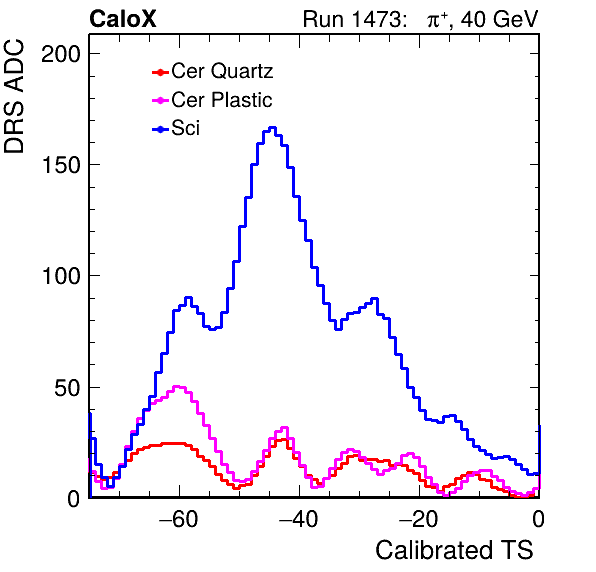 CaloX Run 1473: π⁺, 40 GeV
DRS ADC
200
150
100
50
0
Cer Quartz
Cer Plastic
Sci
−60 −40 −20 0
Calibrated TS